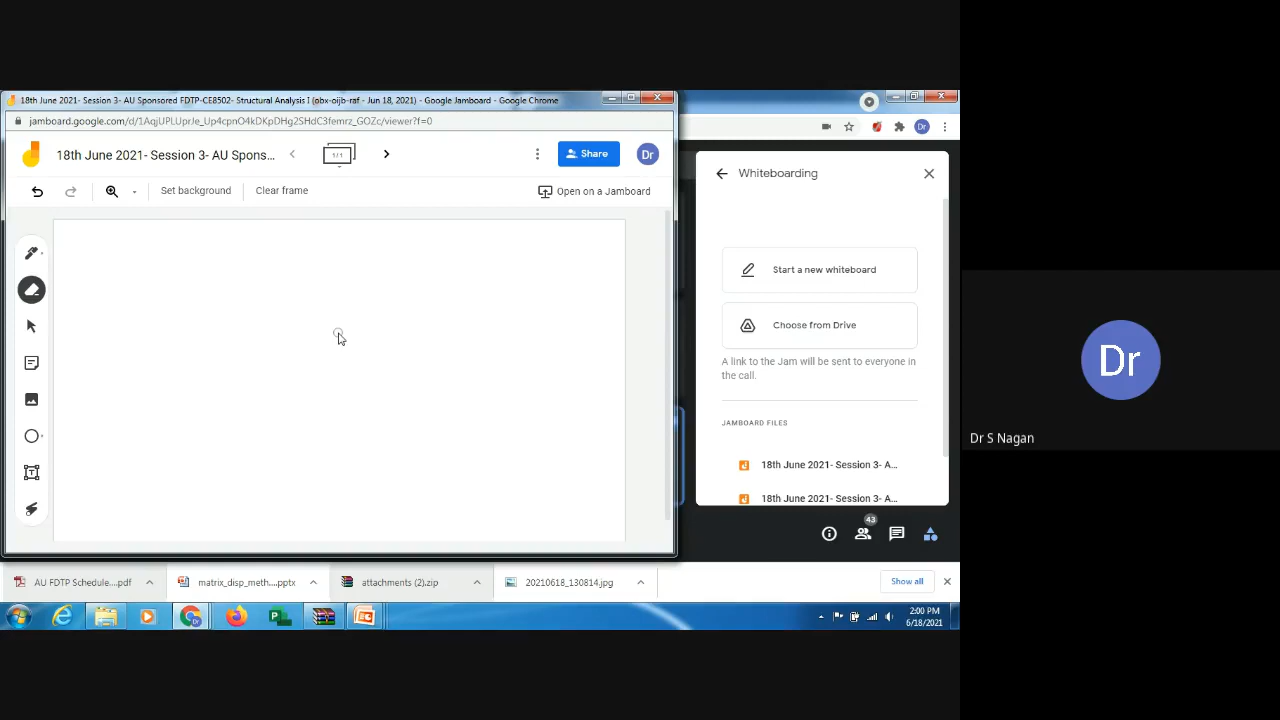 18th June 2021- Session 3- AU Sponsored FDTP-CE8502- Structural Analysis I (obx-oijb-raf - Jun 18, 2021) - Google Jamboard - Google Chrome
jamboard.google.com/d/1AqjUPLUprJe_Up4cpnO4kDKpDHg2SHdC3femrz_GOZc/viewer?f=0
18th June 2021- Session 3- AU Spons...
1/1
Share
Dr
Dr
Set background
Clear frame
Open on a Jamboard
Whiteboarding
Start a new whiteboard
Choose from Drive
A link to the Jam will be sent to everyone in
the call.
JAMBOARD FILES
18th June 2021- Session 3- A...
18th June 2021- Session 3- A...
43
Dr
Dr S Nagan
AU FDTP Schedule....pdf
matrix_disp_meth....pptx
attachments (2).zip
20210618_130814.jpg
Show all
2:00 PM
6/18/2021